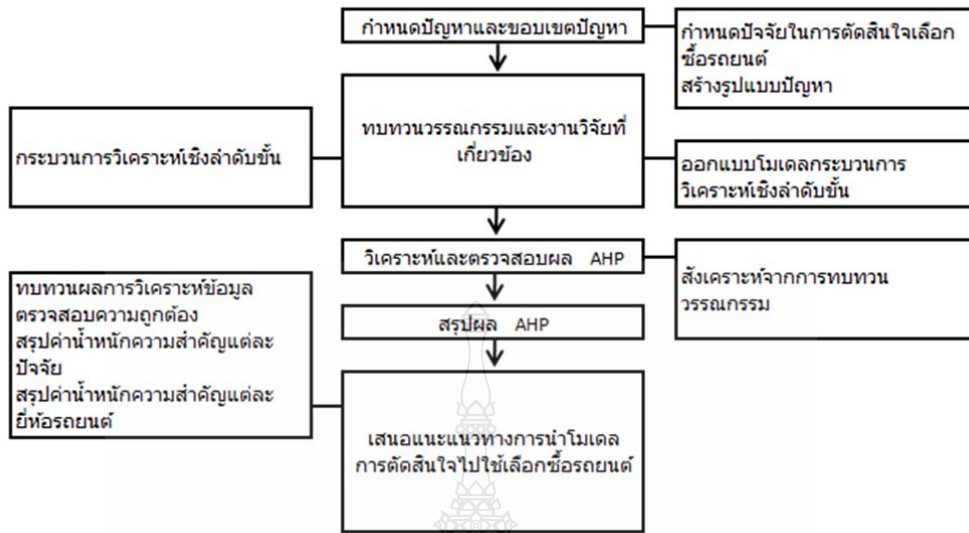 กำหนดปัญหาและขอบเขตปัญหา
กำหนดปัจจัยในการตัดสินใจเลือก
ซื้อรถยนต์
สร้างรูปแบบปัญหา
ทบทวนวรรณกรรมและงานวิจัยที่
เกี่ยวข้อง
กระบวนการวิเคราะห์เชิงลำดับขั้น
ออกแบบโมเดลกระบวนการ
วิเคราะห์เชิงลำดับขั้น
วิเคราะห์และตรวจสอบผล AHP
สังเคราะห์จากการทบทวน
วรรณกรรม
สรุปผล AHP
ทบทวนผลการวิเคราะห์ข้อมูล
ตรวจสอบความถูกต้อง
สรุปค่าน้ำหนักความสำคัญแต่ละ
ปัจจัย
สรุปค่าน้ำหนักความสำคัญแต่ละ
ยี่ห้อรถยนต์
เสนอแนะแนวทางการนำโมเดล
การตัดสินใจไปใช้เลือกซื้อรถยนต์